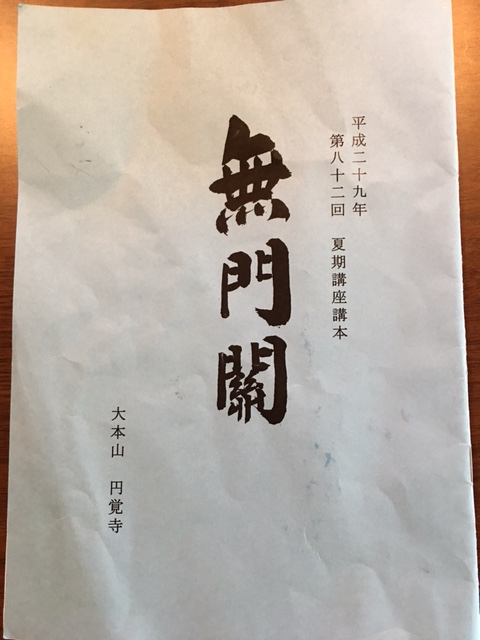 平成二十九年
第八十二回　夏期講座講本
無門關
大本山　円覚寺